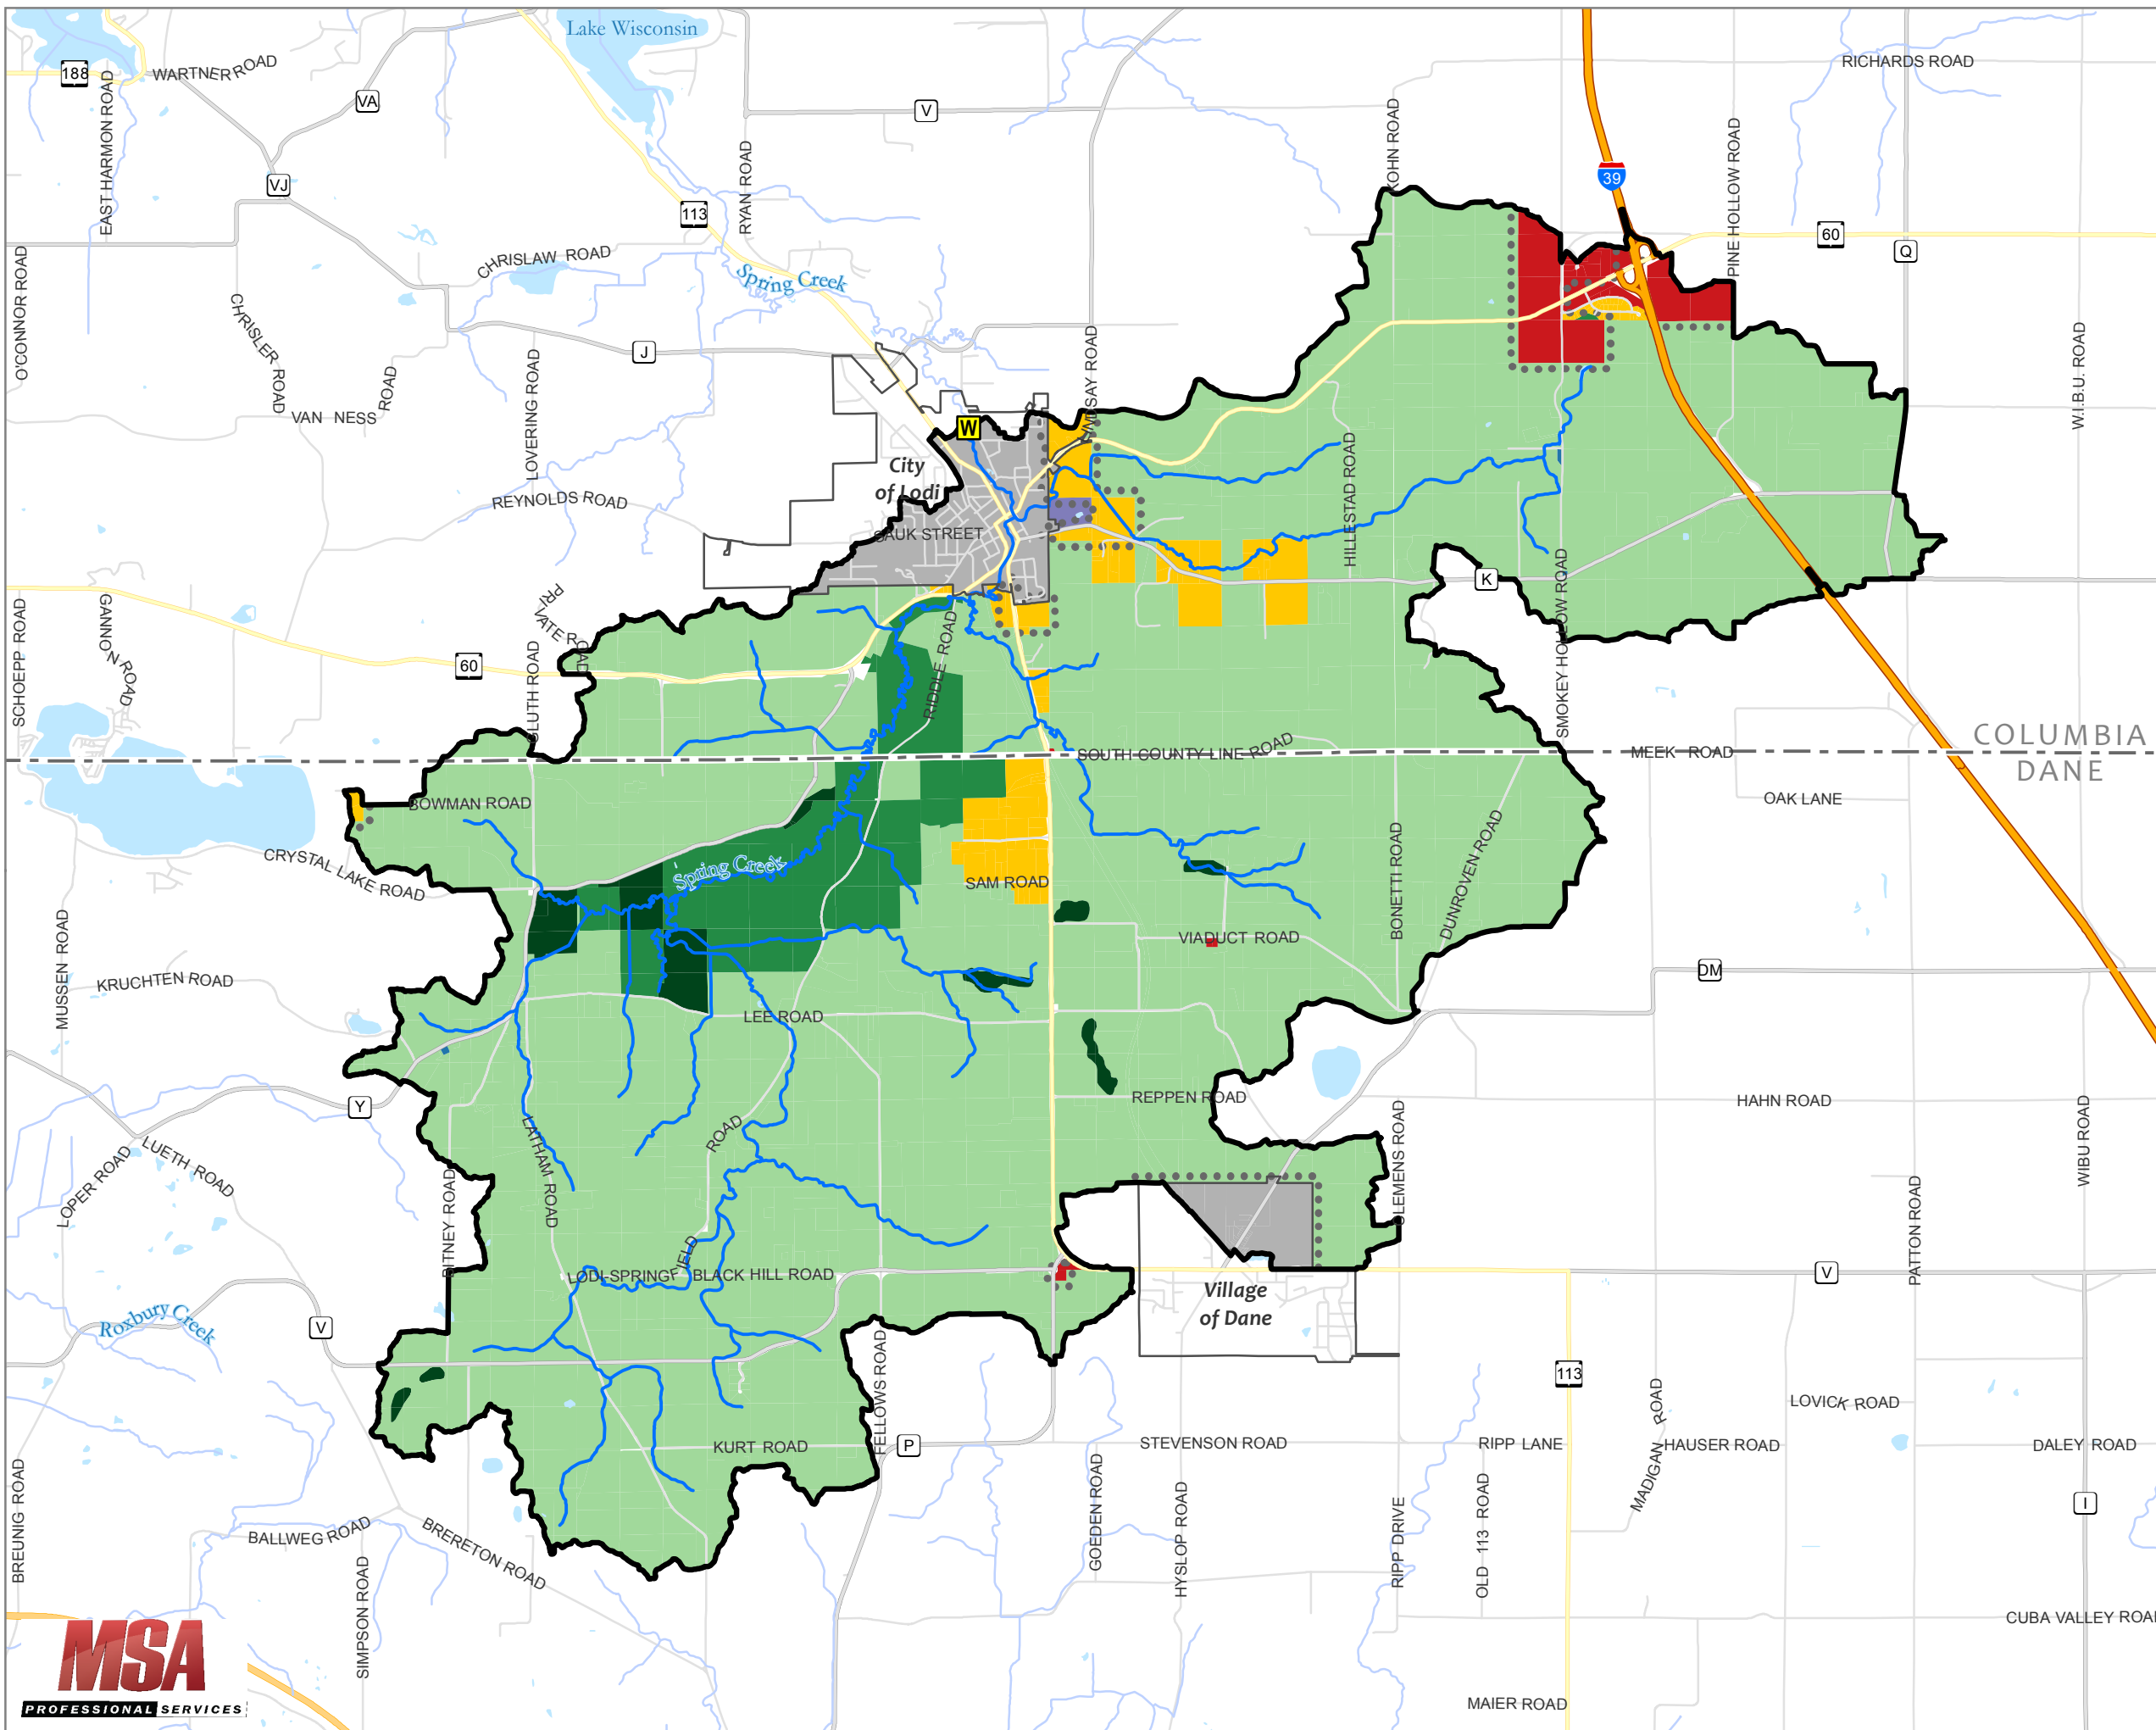 Lake Wisconsin
RICHARDS ROAD
188
WARTNER ROAD
VA
V
EAST HARMON ROAD
KOHN ROAD
RYAN ROAD
PINE HOLLOW ROAD
39
VJ
113
60
Q
O'CONNOR ROAD
CHRISLAW ROAD
Spring Creek
CHRISLER ROAD
J
LINDSAY ROAD
W.I.B.U. ROAD
VAN NESS ROAD
LOVERING ROAD
W
City
of Lodi
REYNOLDS ROAD
SAUK STREET
HILLESTAD ROAD
K
SMOKEY HOLLOW ROAD
SCHOEPP ROAD
GANNON ROAD
PRIVATE ROAD
60
GLUTH ROAD
RIDDLE ROAD
SOUTH COUNTY LINE ROAD
MEEK ROAD
COLUMBIA
DANE
BOWMAN ROAD
OAK LANE
CRYSTAL LAKE ROAD
Spring Creek
SAM ROAD
BONETTI ROAD
DUNROVEN ROAD
MUSSEN ROAD
VIADUCT ROAD
KRUCHTEN ROAD
DM
LEE ROAD
Y
REPPEN ROAD
HAHN ROAD
LATHAM ROAD
LUETH ROAD
LOPER ROAD
CLEMENS ROAD
WIBU ROAD
BITNEY ROAD
PATTON ROAD
LODI-SPRINGFIELD ROAD
BLACK HILL ROAD
V
Village
of Dane
Roxbury Creek
V
113
FELLOWS ROAD
LOVICK ROAD
MADIGAN ROAD
KURT ROAD
P
STEVENSON ROAD
RIPP LANE
HAUSER ROAD
DALEY ROAD
BREUNIG ROAD
GOEDEN ROAD
HYSLOP ROAD
RIPP DRIVE
OLD 113 ROAD
I
BALLWEG ROAD
BRERETON ROAD
SIMPSON ROAD
CUBA VALLEY ROA
MSA
PROFESSIONAL SERVICES
MAIER ROAD